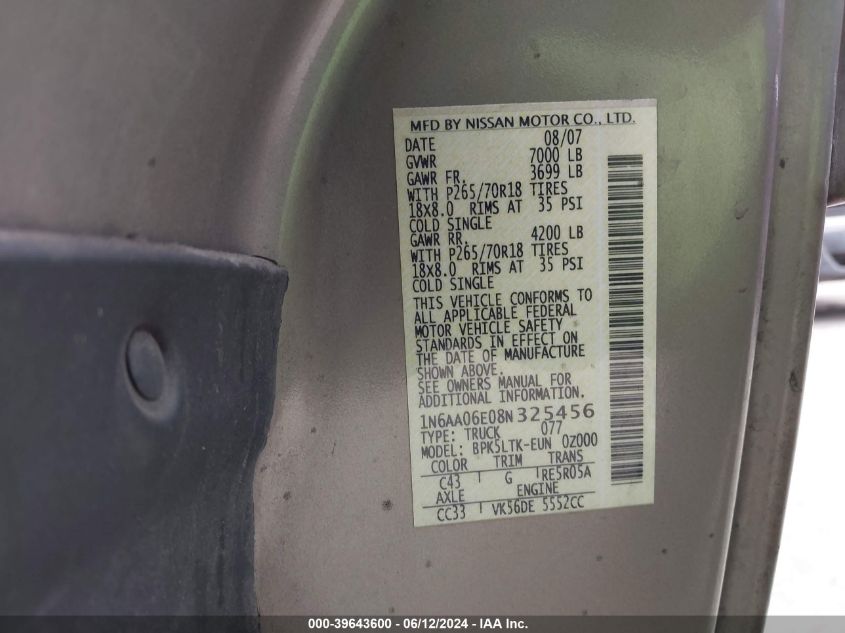 MFD BY NISSAN MOTOR CO., LTD.
DATE 08/07
GVWR 7000 LB
GAWR FR. 3699 LB
WITH P265/70R18 TIRES
18x8.0 RIMS AT 35 PSI
COLD SINGLE
GAWR RR. 4200 LB
WITH P265/70R18 TIRES
18x8.0 RIMS AT 35 PSI
COLD SINGLE
THIS VEHICLE CONFORMS TO
ALL APPLICABLE FEDERAL
MOTOR VEHICLE SAFETY
STANDARDS IN EFFECT ON
THE DATE OF MANUFACTURE
SHOWN ABOVE.
SEE OWNERS MANUAL FOR
ADDITIONAL INFORMATION.
1N6AA06E08N325456
TYPE: TRUCK 077
MODEL: BPK5LTK-EUN 0Z000
COLOR TRIM TRANS
C43 G RE5R05A
AXLE ENGINE
CC33 VK56DE 5552CC
000-39643600 - 06/12/2024 - IAA Inc.